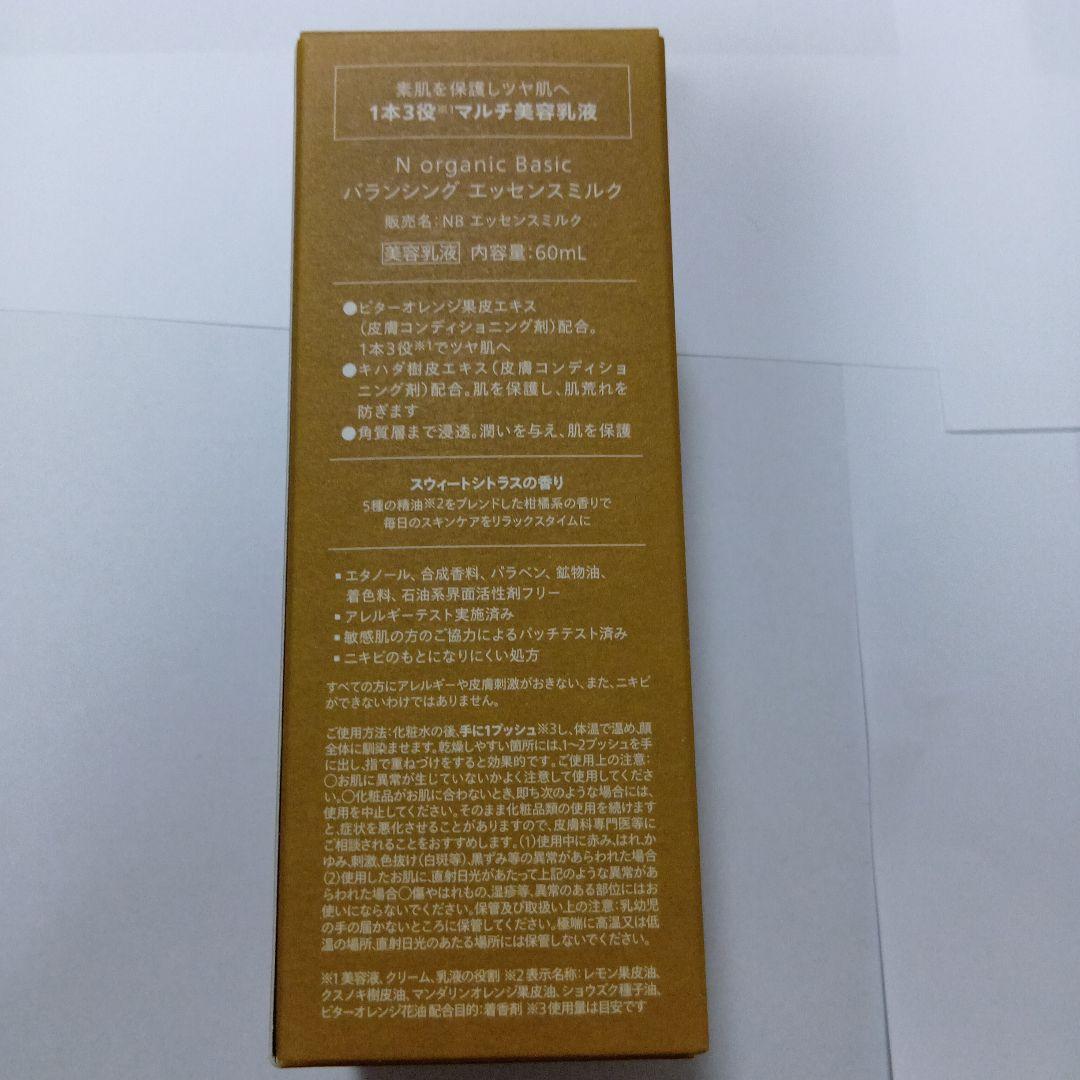 素肌を保護しツヤ肌へ
1本3役※1マルチ美容乳液
N organic Basic
バランシング エッセンスミルク
販売名：NB エッセンスミルク
美容乳液 内容量：60mL
●ビターオレンジ果皮エキス
（皮膚コンディショニング剤）配合。
1本3役※1でツヤ肌へ
●キハダ樹皮エキス（皮膚コンディショ
ニング剤）配合。肌を保護し、肌荒れを
防ぎます
●角質層まで浸透。潤いを与え、肌を保護
スウィートシトラスの香り
5種の精油※2をブレンドした柑橘系の香りで
毎日のスキンケアをリラックスタイムに
▪エタノール、合成香料、パラベン、鉱物油、
着色料、石油系界面活性剤フリー
▪アレルギーテスト実施済み
▪敏感肌の方のご協力によるパッチテスト済み
▪ニキビのもとになりにくい処方
すべての方にアレルギーや皮膚刺激がおきない、また、ニキビ
ができないわけではありません。
ご使用方法：化粧水の後、手に1プッシュ※3し、体温で温め、顔
全体に馴染ませます。乾燥しやすい箇所には、1〜2プッシュを手
に出し、指で重ねづけをすると効果的です。ご使用上の注意：
○お肌に異常が生じていないかよく注意して使用してくださ
い。○化粧品がお肌に合わないとき、即ち次のような場合には、
使用を中止してください。そのまま化粧品類の使用を続けます
と、症状を悪化させることがありますので、皮膚科専門医等に
ご相談されることをおすすめします。（1）使用中に赤み、はれ、か
ゆみ、刺激、色抜け（白斑等）、黒ずみ等の異常があらわれた場合
（2）使用したお肌に、直射日光があたって上記のような異常があ
らわれた場合○傷やはれもの、湿疹等、異常のある部位にはお
使いにならないでください。保管及び取扱い上の注意：乳幼児
の手の届かないところに保管してください。極端に高温又は低
温の場所、直射日光のあたる場所には保管しないでください。
※1 美容液、クリーム、乳液の役割 ※2 表示名称：レモン果皮油、
クスノキ樹皮油、マンダリンオレンジ果皮油、ショウズク種子油、
ビターオレンジ花油 配合目的：着香剤 ※3 使用量は目安です